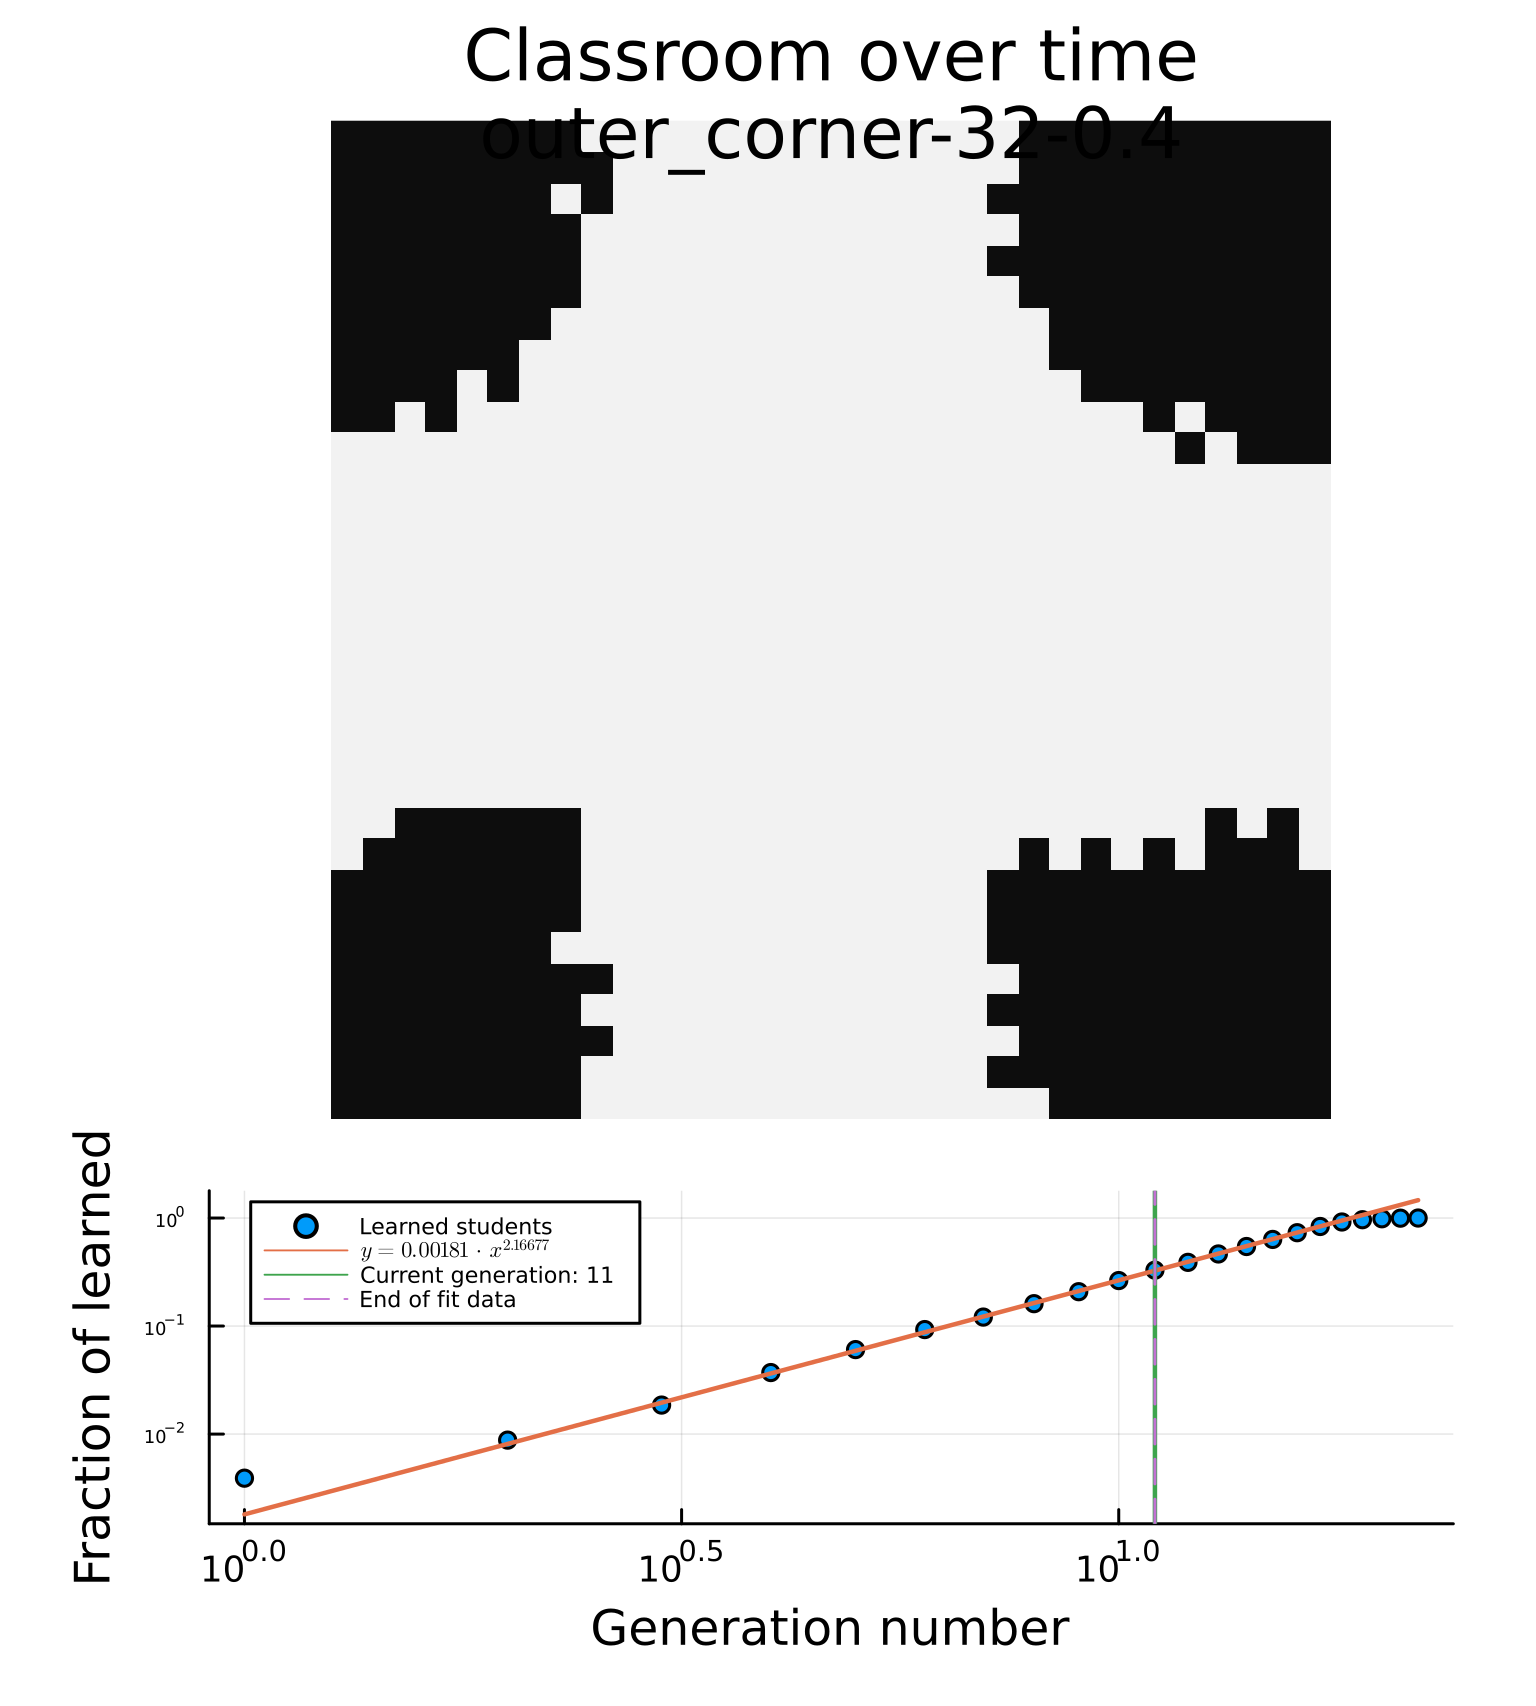 Classroom over time
outer_corner-32-0.4
Fraction of learned
10^0
10^-1
10^-2
Learned students
y = 0.00181 · x^2.16677
Current generation: 11
End of fit data
10^0.0
10^0.5
10^1.0
Generation number